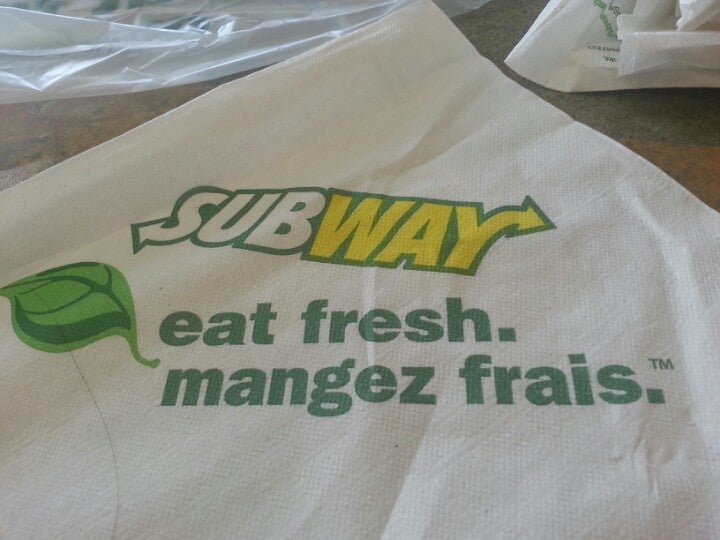 SUBWAY
eat fresh.
mangez frais.™